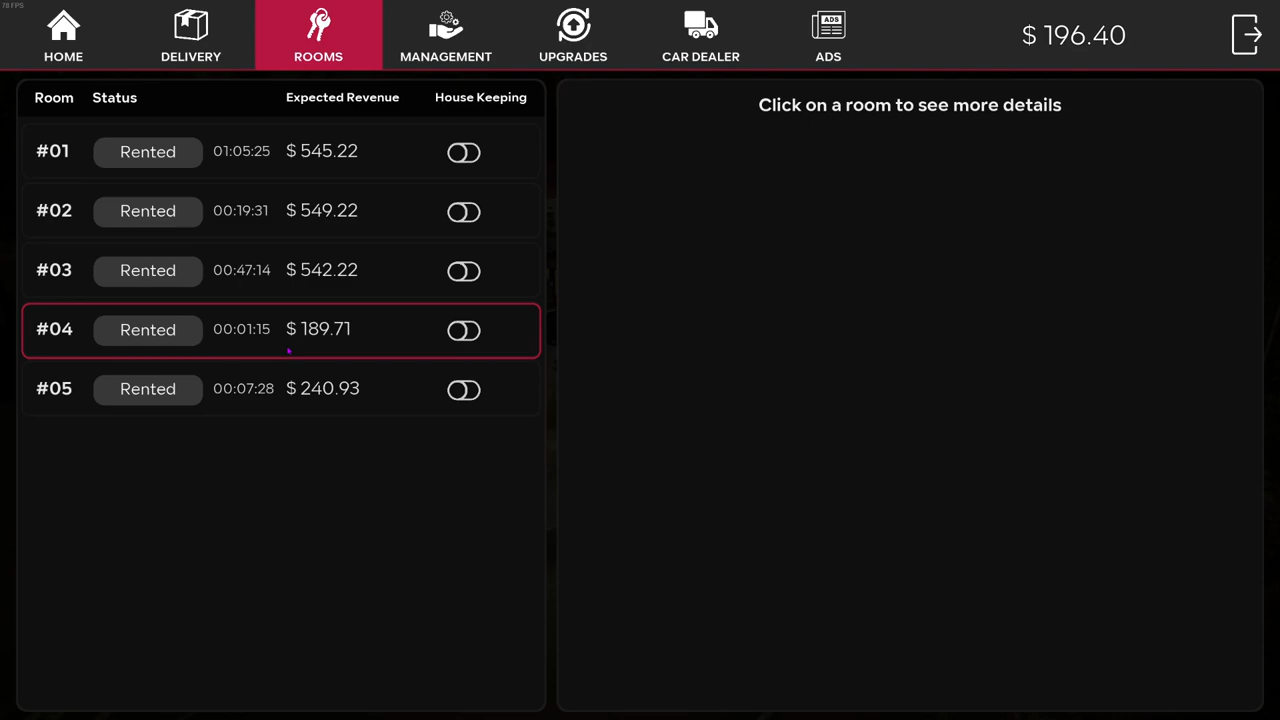 78 FPS
HOME DELIVERY ROOMS MANAGEMENT UPGRADES CAR DEALER ADS $ 196.40
ADS
Room Status Expected Revenue House Keeping
#01 Rented 01:05:25 $ 545.22
#02 Rented 00:19:31 $ 549.22
#03 Rented 00:47:14 $ 542.22
#04 Rented 00:01:15 $ 189.71
#05 Rented 00:07:28 $ 240.93
Click on a room to see more details